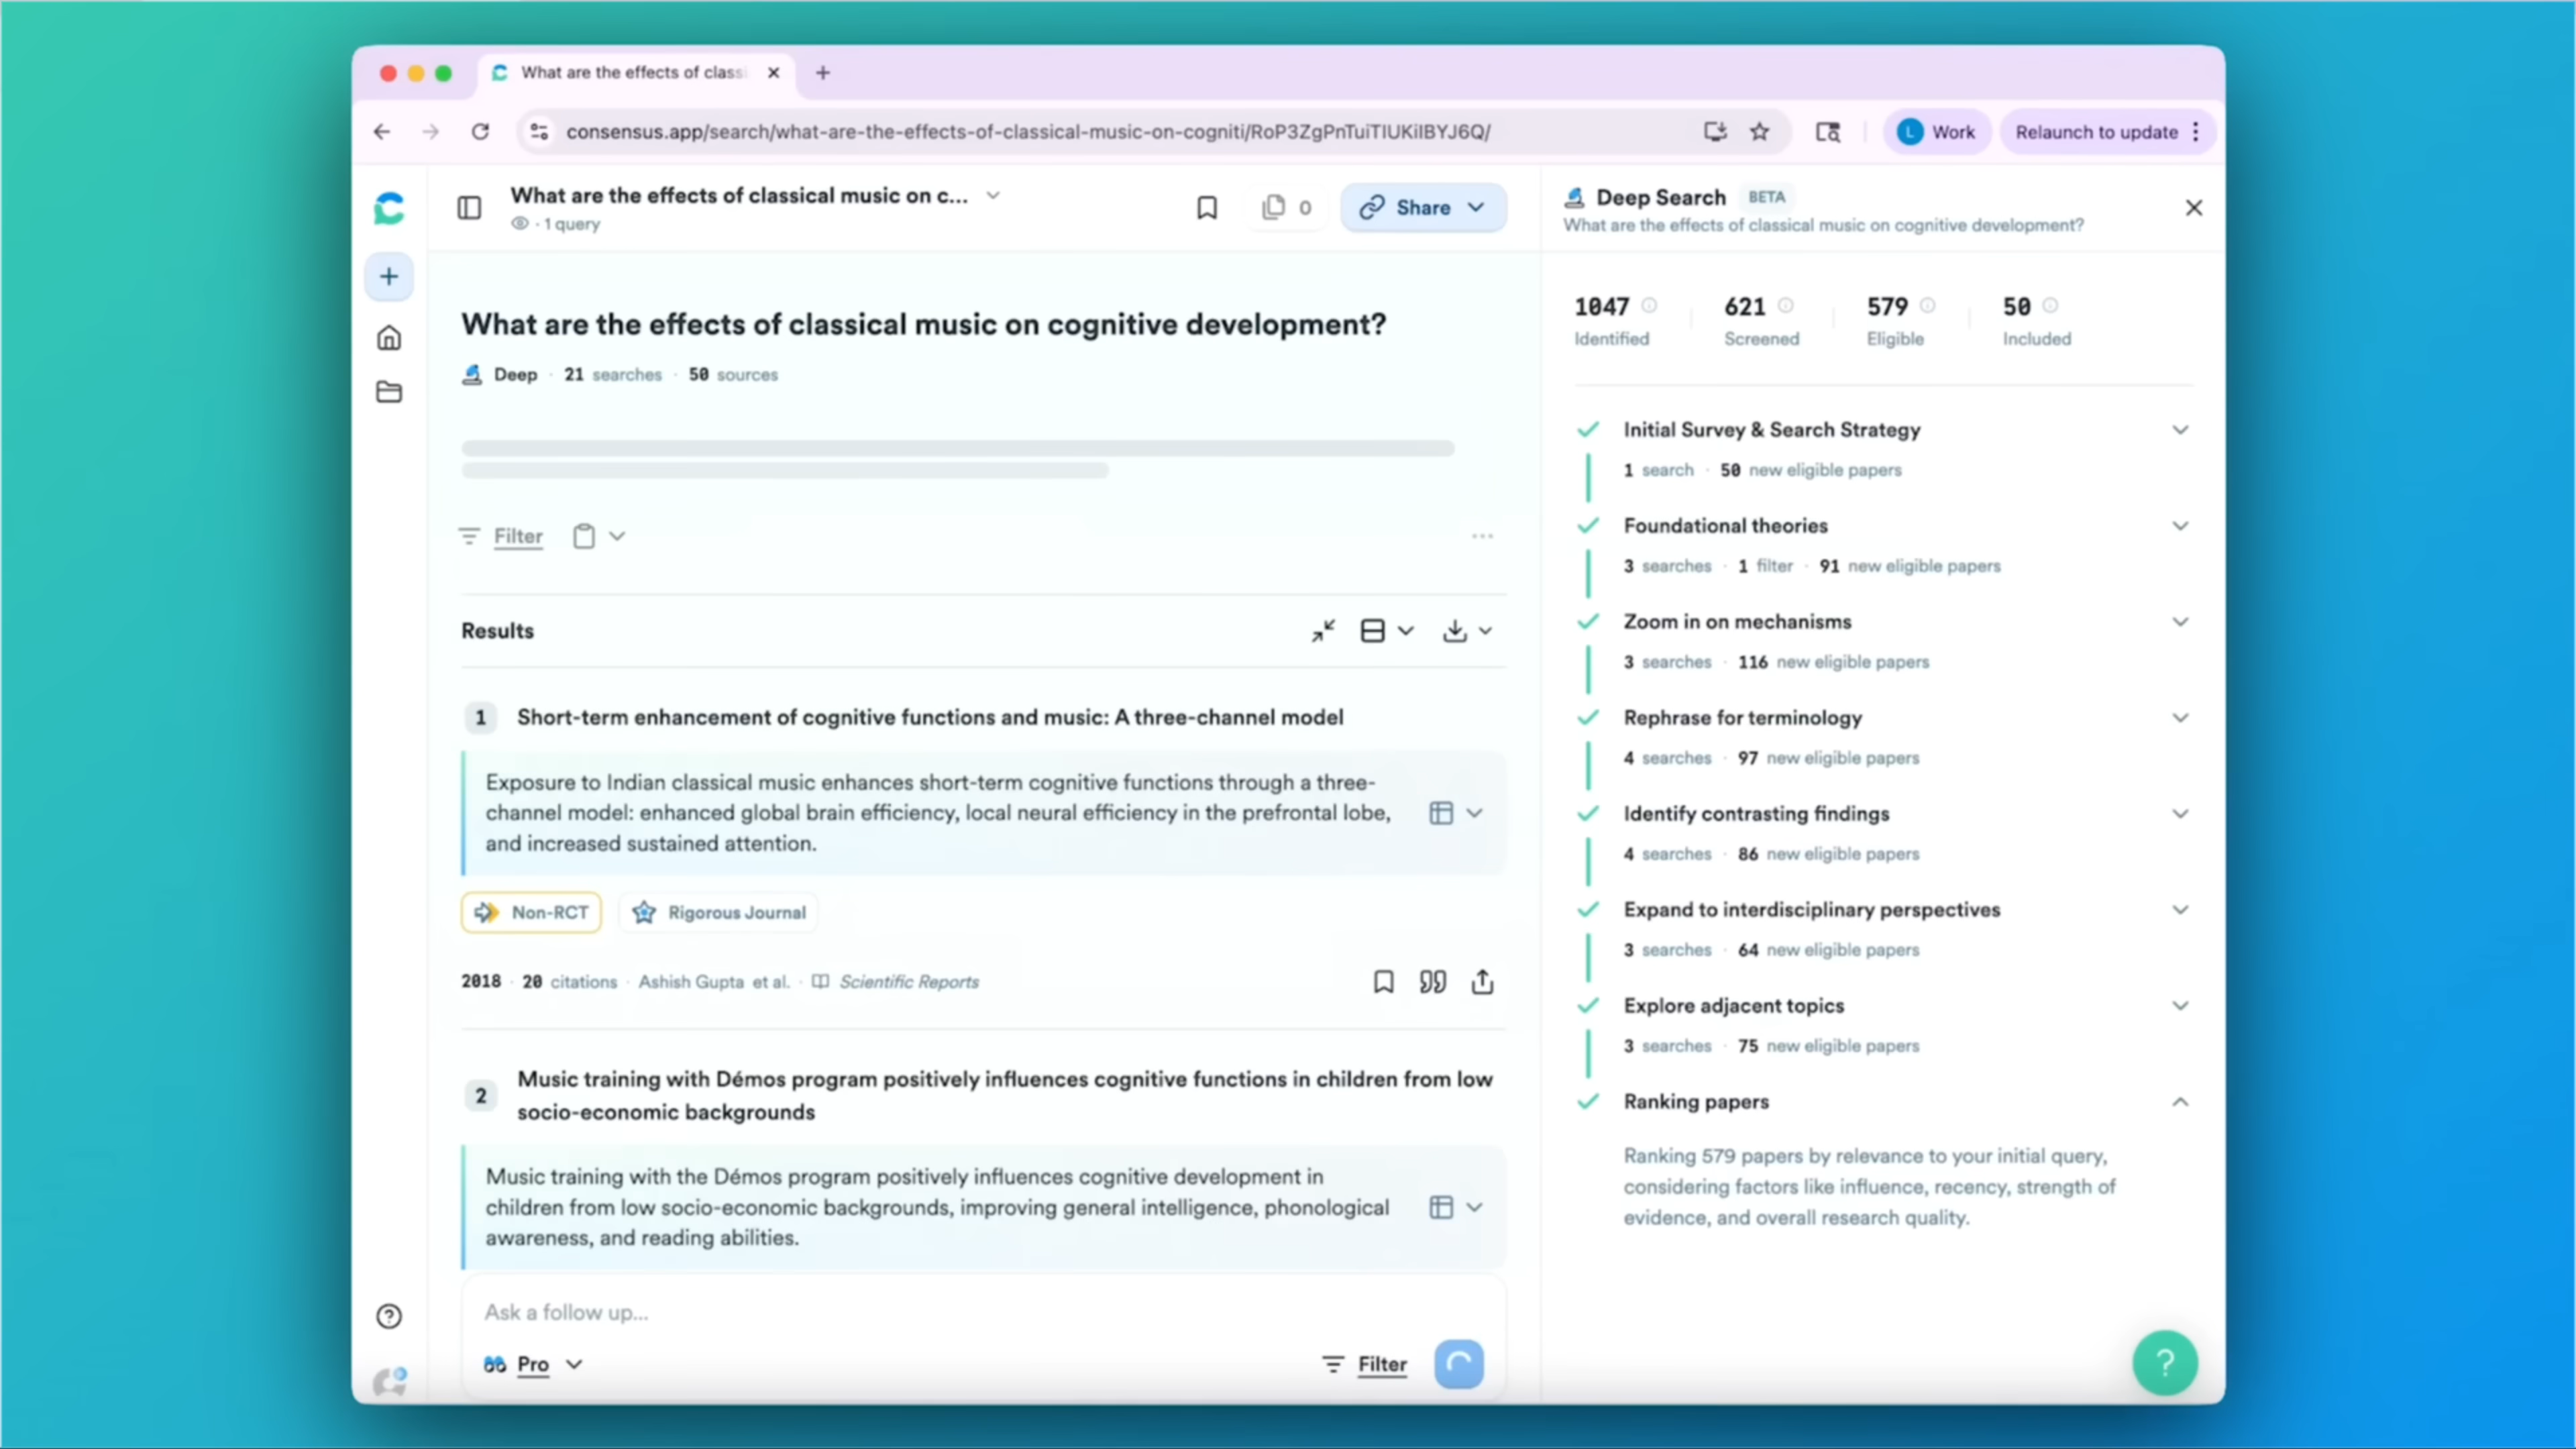 What are the effects of classi
consensus.app/search/what-are-the-effects-of-classical-music-on-cogniti/RoP3ZgPnTuiTIUKiIBYJ6Q/
L Work
Relaunch to update
What are the effects of classical music on c...
· 1 query
0
Share
What are the effects of classical music on cognitive development?
Deep · 21 searches · 50 sources
Filter
Results
1 Short-term enhancement of cognitive functions and music: A three-channel model
Exposure to Indian classical music enhances short-term cognitive functions through a three-
channel model: enhanced global brain efficiency, local neural efficiency in the prefrontal lobe,
and increased sustained attention.
Non-RCT
Rigorous Journal
2018 · 20 citations · Ashish Gupta et al. · Scientific Reports
2 Music training with Démos program positively influences cognitive functions in children from low
socio-economic backgrounds
Music training with the Démos program positively influences cognitive development in
children from low socio-economic backgrounds, improving general intelligence, phonological
awareness, and reading abilities.
Ask a follow up...
Pro
Filter
Deep Search BETA
What are the effects of classical music on cognitive development?
1047 621 579 50
Identified Screened Eligible Included
Initial Survey & Search Strategy
1 search · 50 new eligible papers
Foundational theories
3 searches · 1 filter · 91 new eligible papers
Zoom in on mechanisms
3 searches · 116 new eligible papers
Rephrase for terminology
4 searches · 97 new eligible papers
Identify contrasting findings
4 searches · 86 new eligible papers
Expand to interdisciplinary perspectives
3 searches · 64 new eligible papers
Explore adjacent topics
3 searches · 75 new eligible papers
Ranking papers
Ranking 579 papers by relevance to your initial query,
considering factors like influence, recency, strength of
evidence, and overall research quality.
?